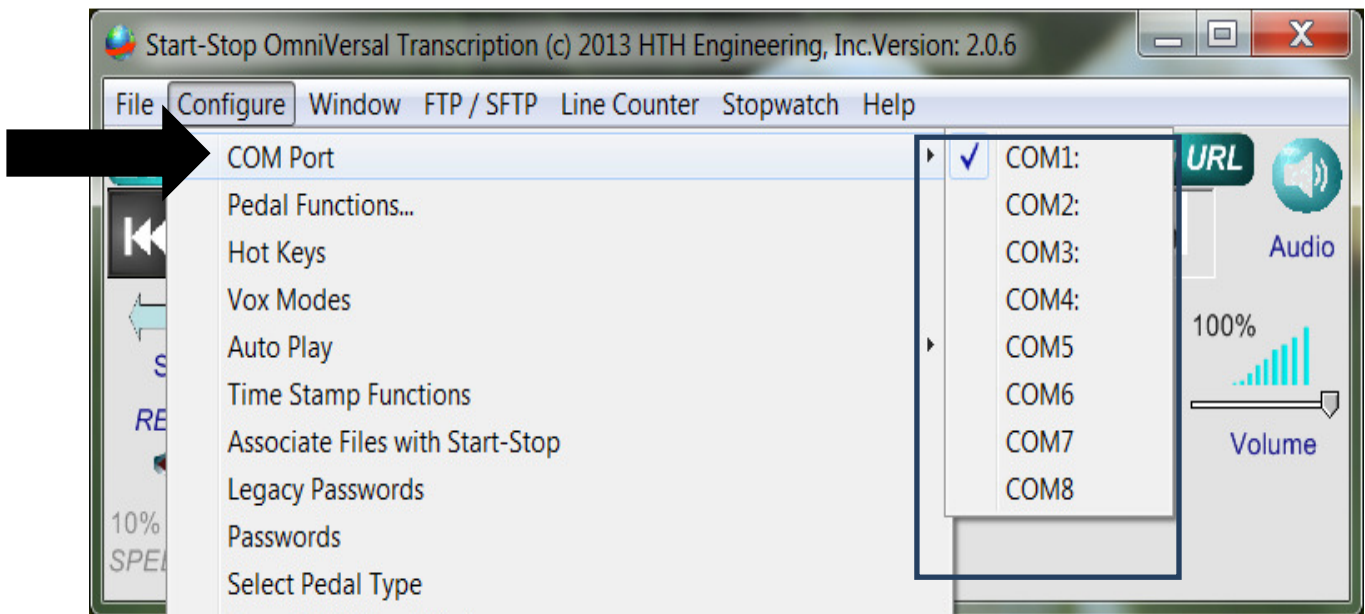 Start-Stop OmniVersal Transcription (c) 2013 HTH Engineering, Inc.Version: 2.0.6
File Configure Window FTP / SFTP Line Counter Stopwatch Help
COM Port
Pedal Functions...
Hot Keys
Vox Modes
Auto Play
Time Stamp Functions
Associate Files with Start-Stop
Legacy Passwords
Passwords
Select Pedal Type
COM1:
COM2:
COM3:
COM4:
COM5
COM6
COM7
COM8
URL
Audio
100%
Volume
10%